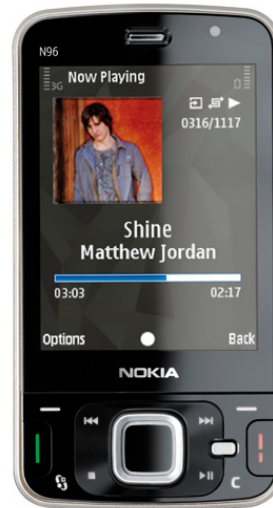 N96
3G Now Playing
0316/1117
Shine
Matthew Jordan
03:03 02:17
Options Back
NOKIA
C